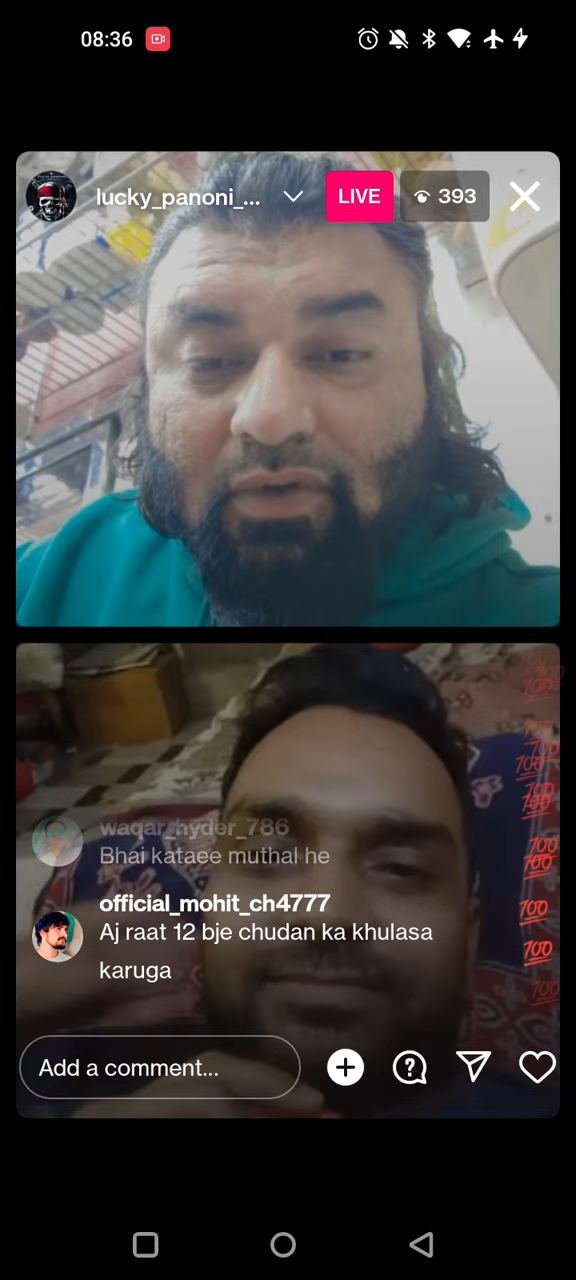 08:36
lucky_panoni_...
LIVE
393
waqar_hyder_786
Bhai kataee muthal he
official_mohit_ch4777
Aj raat 12 bje chudan ka khulasa
karuga
Add a comment...